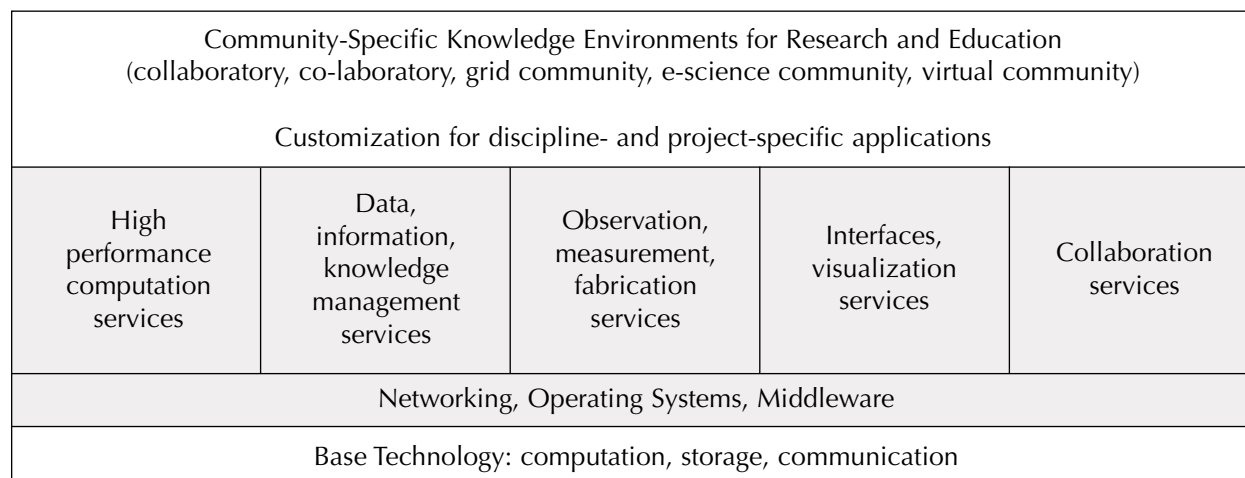 Community-Specific Knowledge Environments for Research and Education
(collaboratory, co-laboratory, grid community, e-science community, virtual community)
Customization for discipline- and project-specific applications
High
performance
computation
services
Data,
information,
knowledge
management
services
Observation,
measurement,
fabrication
services
Interfaces,
visualization
services
Collaboration
services
Networking, Operating Systems, Middleware
Base Technology: computation, storage, communication